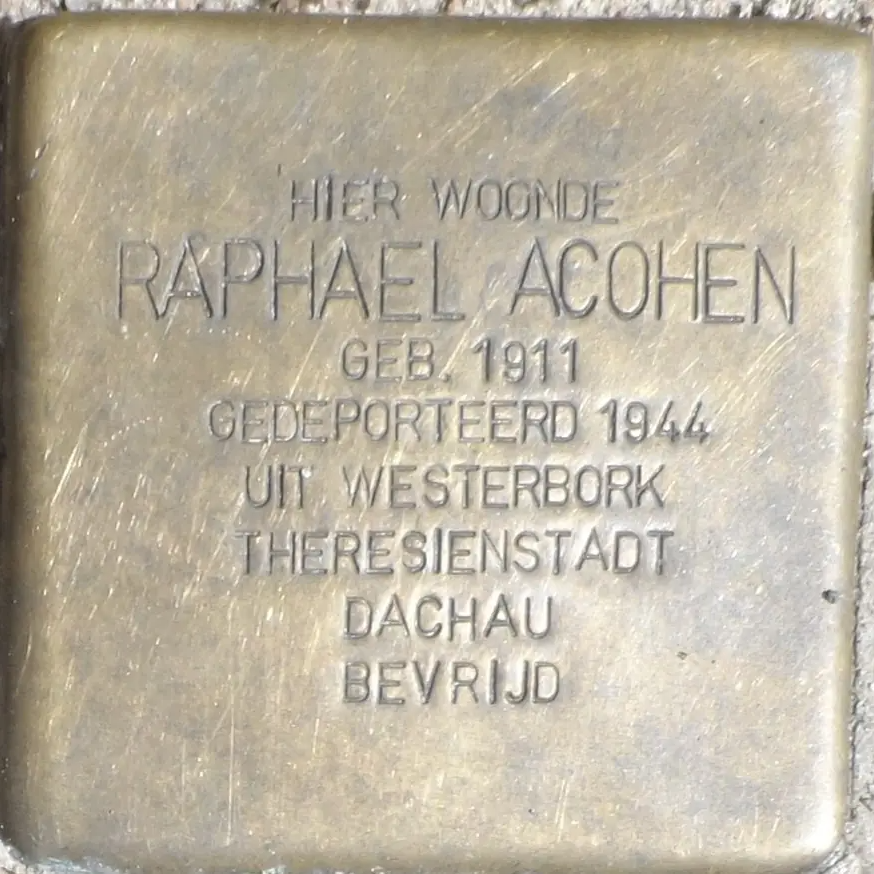 HIER WOONDE
RAPHAEL ACOHEN
GEB. 1911
GEDEPORTEERD 1944
UIT WESTERBORK
THERESIENSTADT
DACHAU
BEVRIJD